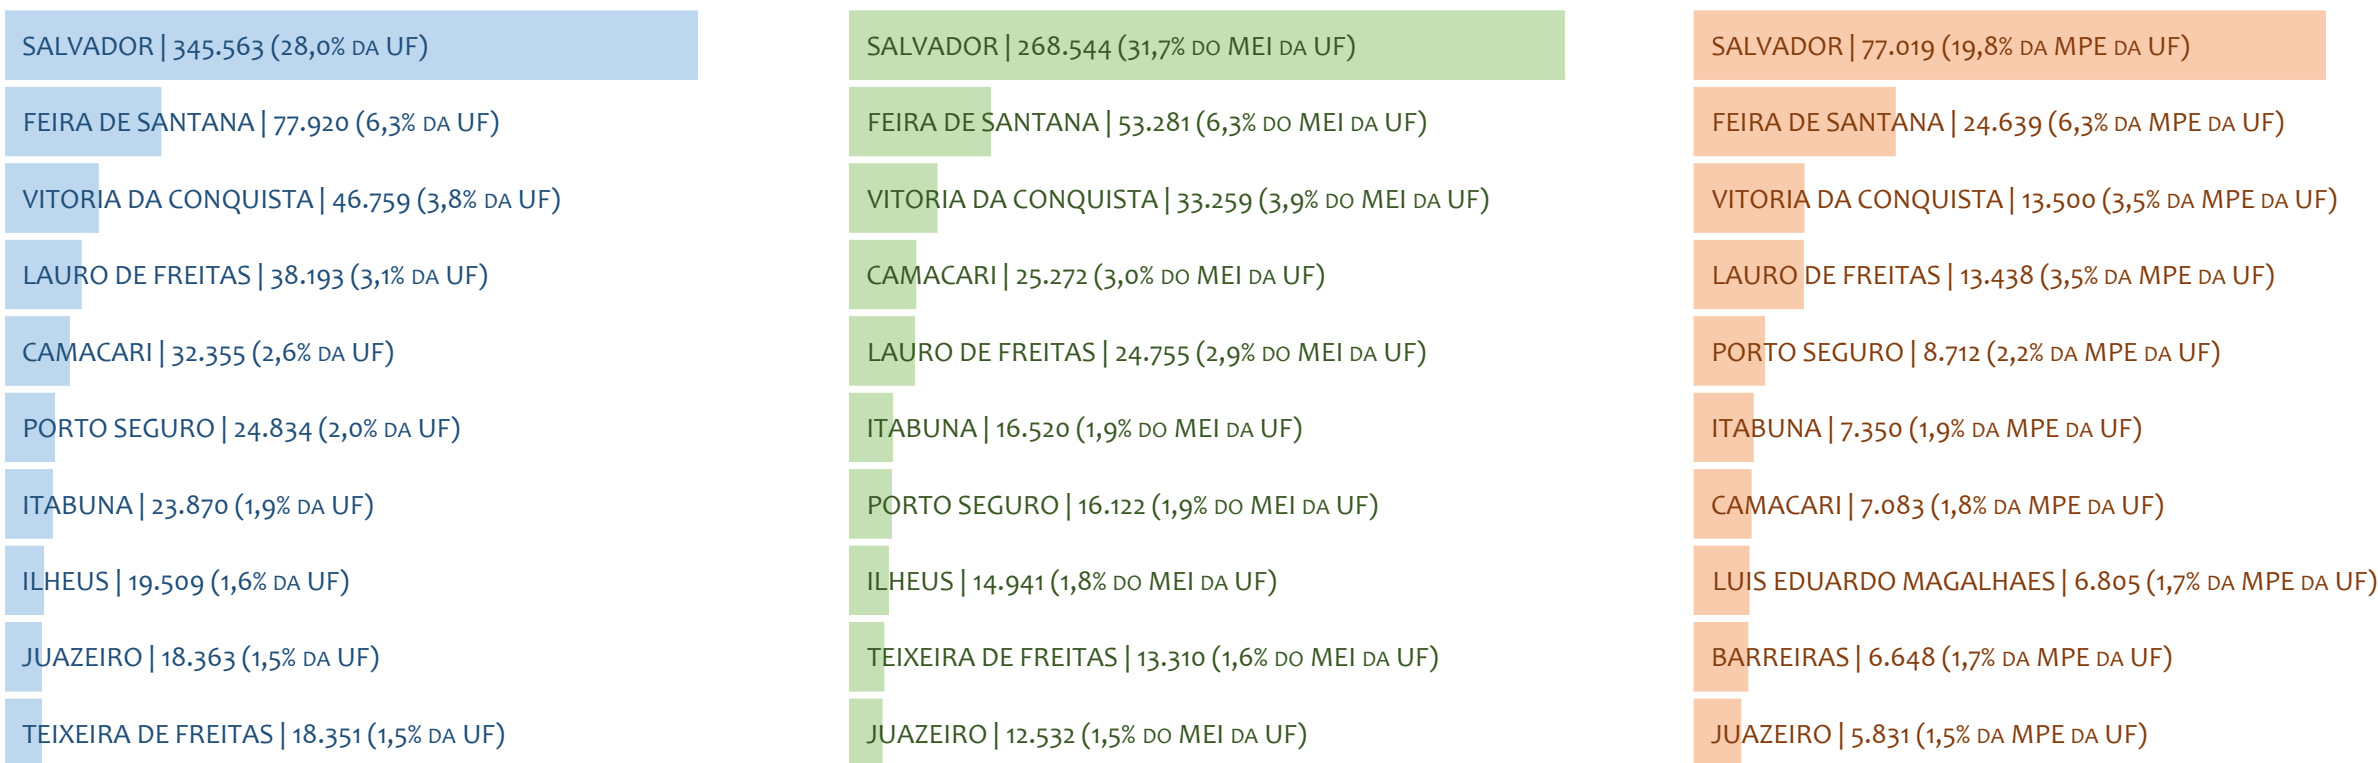 SALVADOR | 345.563 (28,0% DA UF)
FEIRA DE SANTANA | 77.920 (6,3% DA UF)
VITORIA DA CONQUISTA | 46.759 (3,8% DA UF)
LAURO DE FREITAS | 38.193 (3,1% DA UF)
CAMACARI | 32.355 (2,6% DA UF)
PORTO SEGURO | 24.834 (2,0% DA UF)
ITABUNA | 23.870 (1,9% DA UF)
ILHEUS | 19.509 (1,6% DA UF)
JUAZEIRO | 18.363 (1,5% DA UF)
TEIXEIRA DE FREITAS | 18.351 (1,5% DA UF)
SALVADOR | 268.544 (31,7% DO MEI DA UF)
FEIRA DE SANTANA | 53.281 (6,3% DO MEI DA UF)
VITORIA DA CONQUISTA | 33.259 (3,9% DO MEI DA UF)
CAMACARI | 25.272 (3,0% DO MEI DA UF)
LAURO DE FREITAS | 24.755 (2,9% DO MEI DA UF)
ITABUNA | 16.520 (1,9% DO MEI DA UF)
PORTO SEGURO | 16.122 (1,9% DO MEI DA UF)
ILHEUS | 14.941 (1,8% DO MEI DA UF)
TEIXEIRA DE FREITAS | 13.310 (1,6% DO MEI DA UF)
JUAZEIRO | 12.532 (1,5% DO MEI DA UF)
SALVADOR | 77.019 (19,8% DA MPE DA UF)
FEIRA DE SANTANA | 24.639 (6,3% DA MPE DA UF)
VITORIA DA CONQUISTA | 13.500 (3,5% DA MPE DA UF)
LAURO DE FREITAS | 13.438 (3,5% DA MPE DA UF)
PORTO SEGURO | 8.712 (2,2% DA MPE DA UF)
ITABUNA | 7.350 (1,9% DA MPE DA UF)
CAMACARI | 7.083 (1,8% DA MPE DA UF)
LUIS EDUARDO MAGALHAES | 6.805 (1,7% DA MPE DA UF)
BARREIRAS | 6.648 (1,7% DA MPE DA UF)
JUAZEIRO | 5.831 (1,5% DA MPE DA UF)